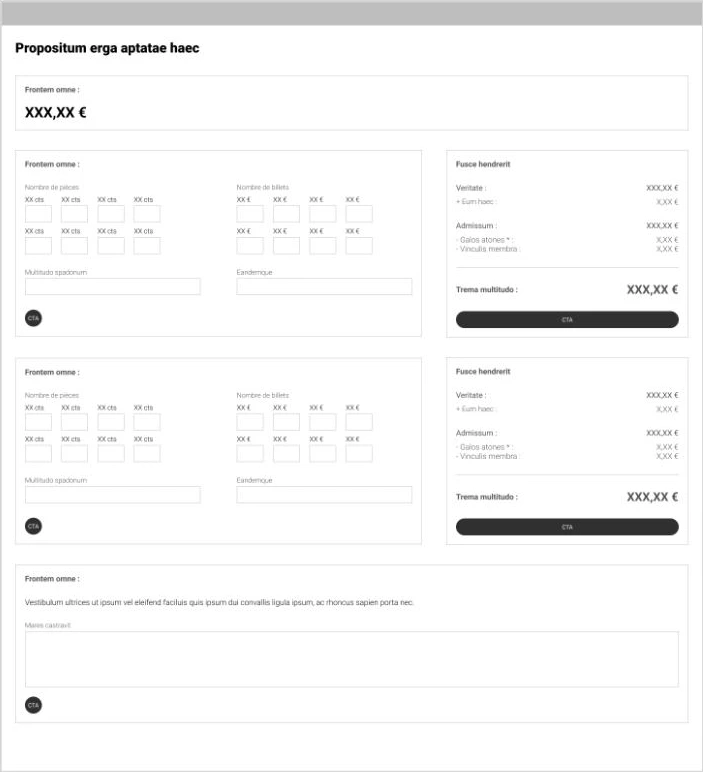 Propositum erga aptatae haec
Frontem omne :
XXX,XX €
Frontem omne :
Nombre de pièces
XX cts XX cts XX cts XX cts
XX cts XX cts XX cts XX cts
Nombre de billets
XX € XX € XX € XX €
XX € XX € XX € XX €
Multitudo spadonum
Eandemque
CTA
Fusce hendrerit
Veritate : XXX,XX €
+ Eum haec : X,XX €
Admissum : XXX,XX €
- Galos atones * : X,XX €
- Vinculis membra : X,XX €
Trema multitudo : XXX,XX €
CTA
Frontem omne :
Nombre de pièces
XX cts XX cts XX cts XX cts
XX cts XX cts XX cts XX cts
Nombre de billets
XX € XX € XX € XX €
XX € XX € XX € XX €
Multitudo spadonum
Eandemque
CTA
Fusce hendrerit
Veritate : XXX,XX €
+ Eum haec : X,XX €
Admissum : XXX,XX €
- Galos atones * : X,XX €
- Vinculis membra : X,XX €
Trema multitudo : XXX,XX €
CTA
Frontem omne :
Vestibulum ultrices ut ipsum vel eleifend faciluis quis ipsum dui convallis ligula ipsum, ac rhoncus sapien porta nec.
Mares castravit
CTA